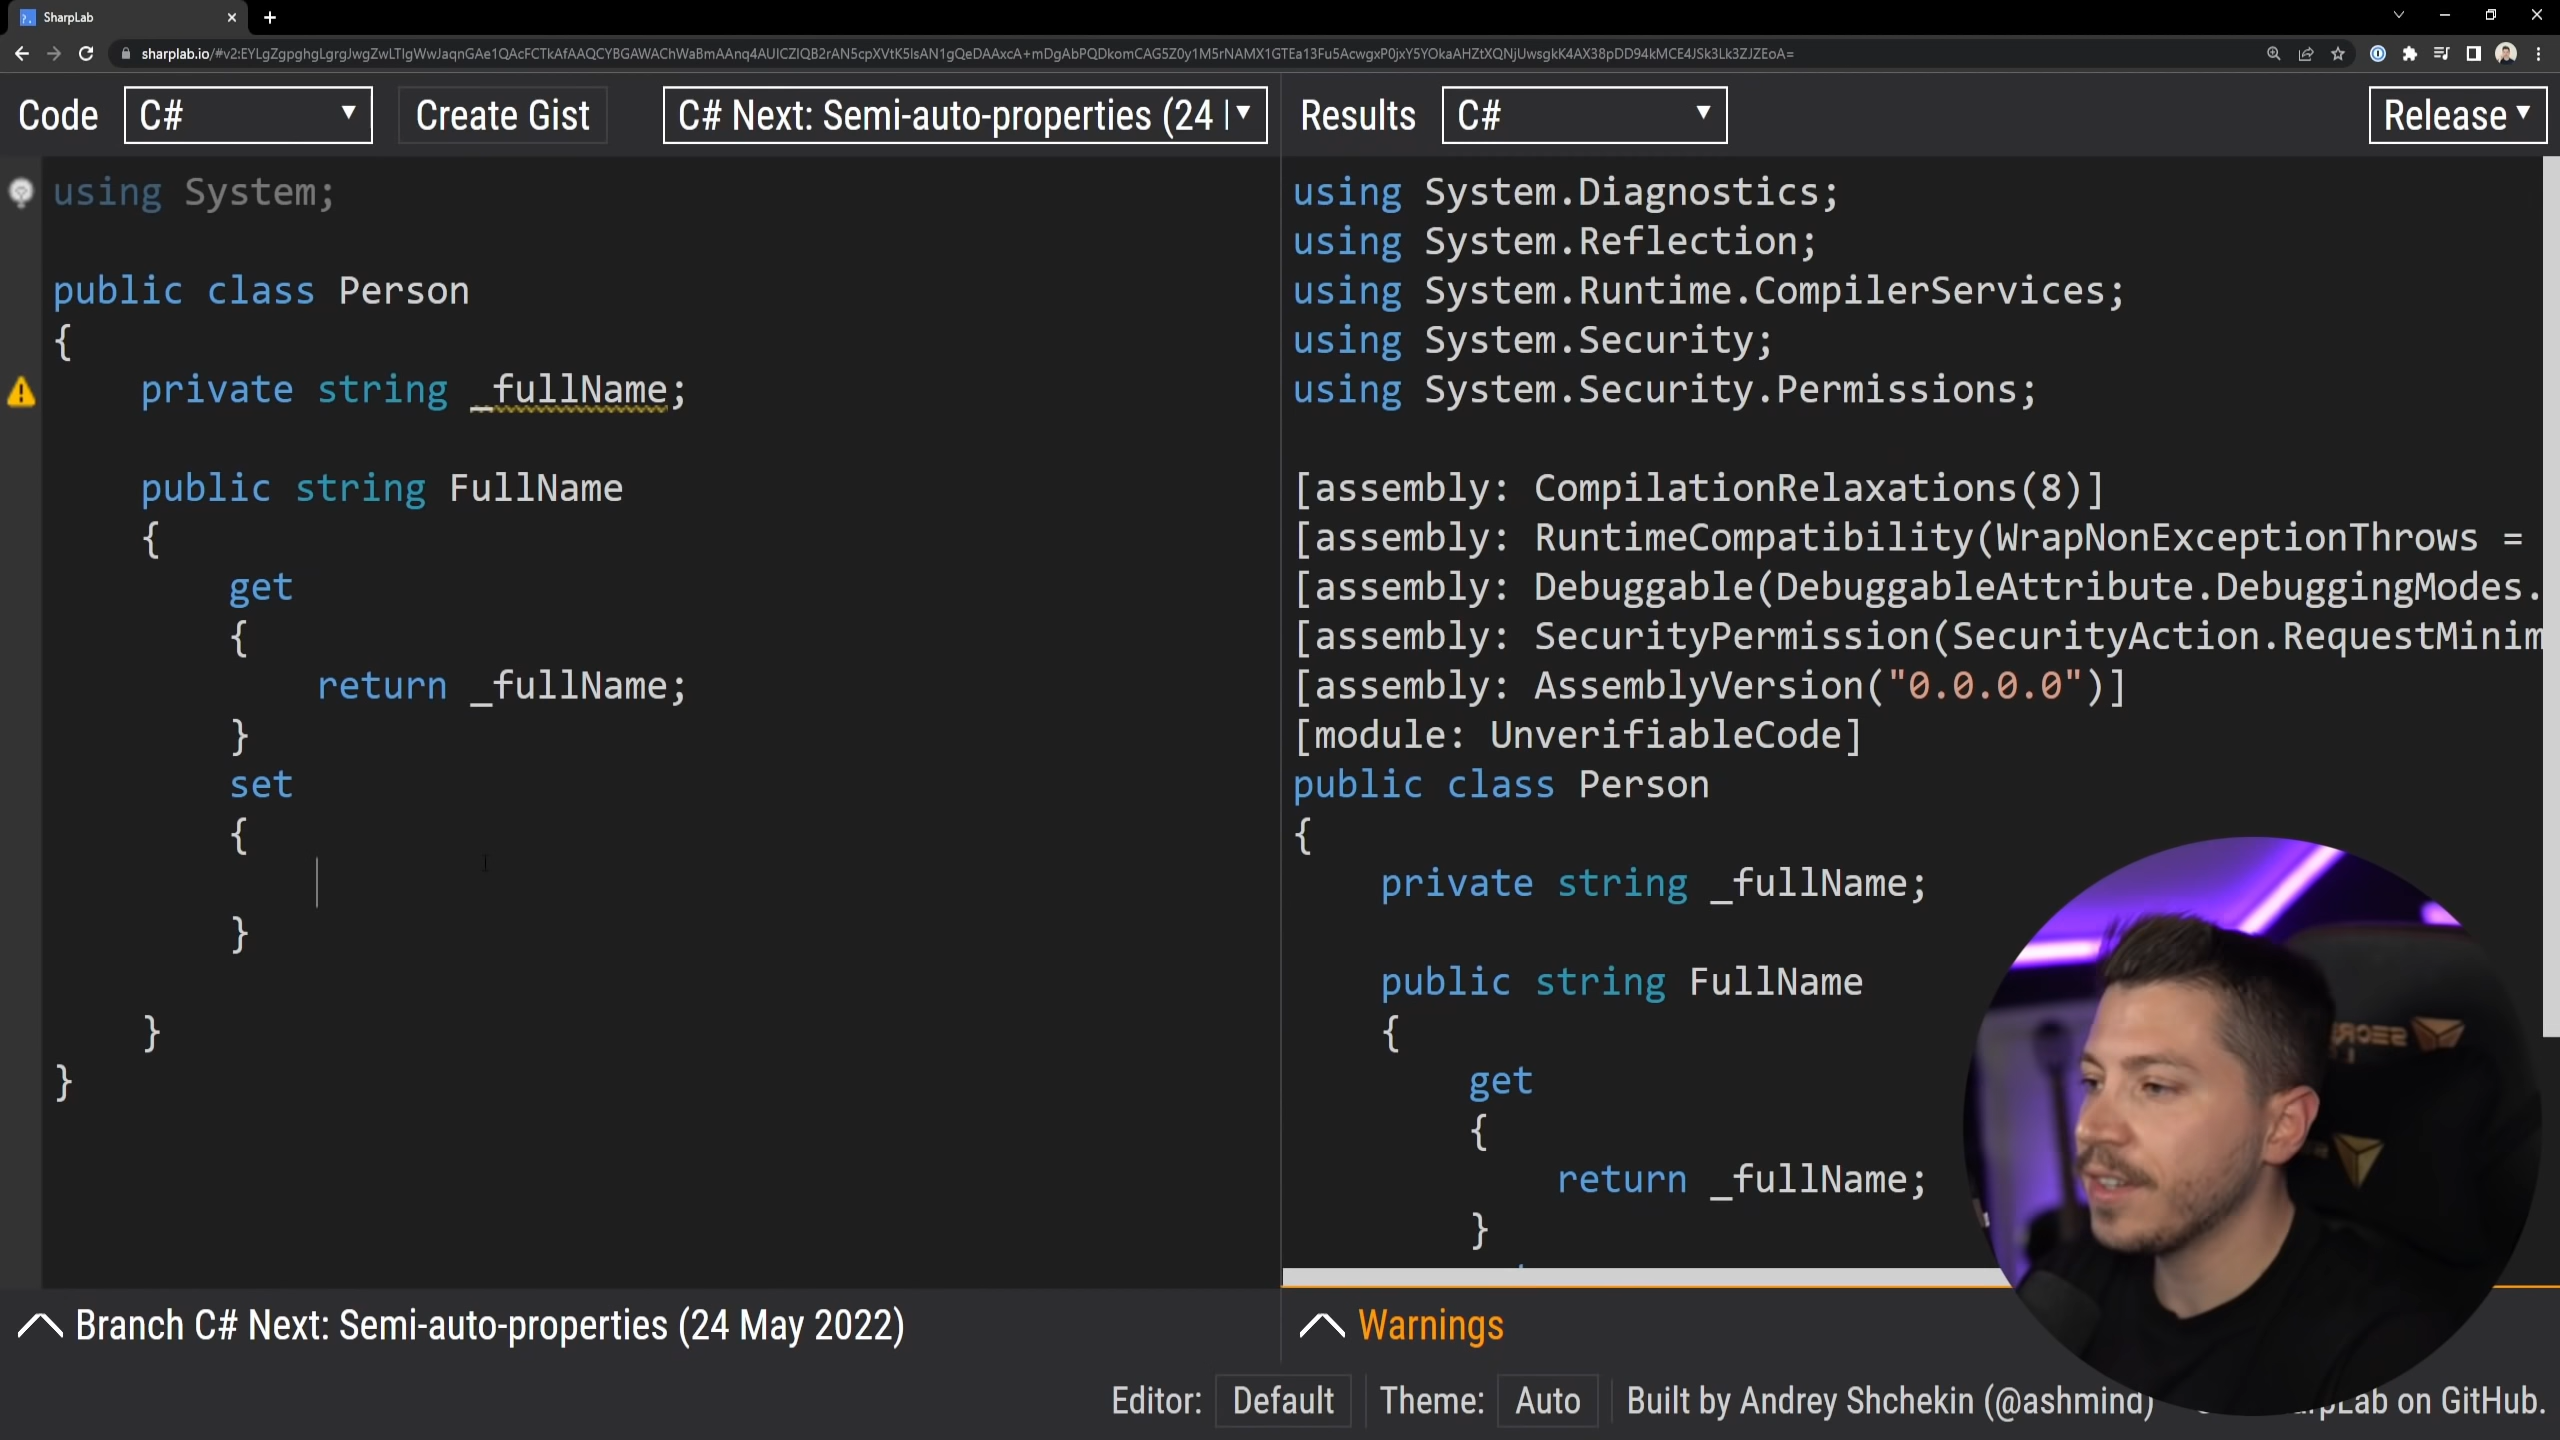 SharpLab
sharplab.io/#v2:EYLgZgpghgLgrgJwgZwLTIgWwJaqnGAe1QAcFCTkAfAAQCYBGAWAChWaBmAAnq4AUICZIQB2rAN5cpXVtK5IsAN1gQeDAAxcA+mDgAbPQDkomCAG5Z0y1M5rNAMX1GTEa13Fu5AcwgxP0jxY5YOkaAHZtXQNjUwsgkK4AX38pDD94kMCE4JSk3Lk3ZJZEoA=
Code C# Create Gist C# Next: Semi-auto-properties (24 Results C# Release
using System;
public class Person
{
private string _fullName;
public string FullName
{
get
{
return _fullName;
}
set
{
}
}
}
using System.Diagnostics;
using System.Reflection;
using System.Runtime.CompilerServices;
using System.Security;
using System.Security.Permissions;
[assembly: CompilationRelaxations(8)]
[assembly: RuntimeCompatibility(WrapNonExceptionThrows =
[assembly: Debuggable(DebuggableAttribute.DebuggingModes.
[assembly: SecurityPermission(SecurityAction.RequestMinim
[assembly: AssemblyVersion("0.0.0.0")]
[module: UnverifiableCode]
public class Person
{
private string _fullName;
public string FullName
{
get
{
return _fullName;
}
Branch C# Next: Semi-auto-properties (24 May 2022)
Warnings
Editor: Default Theme: Auto Built by Andrey Shchekin (@ashmind) SharpLab on GitHub.